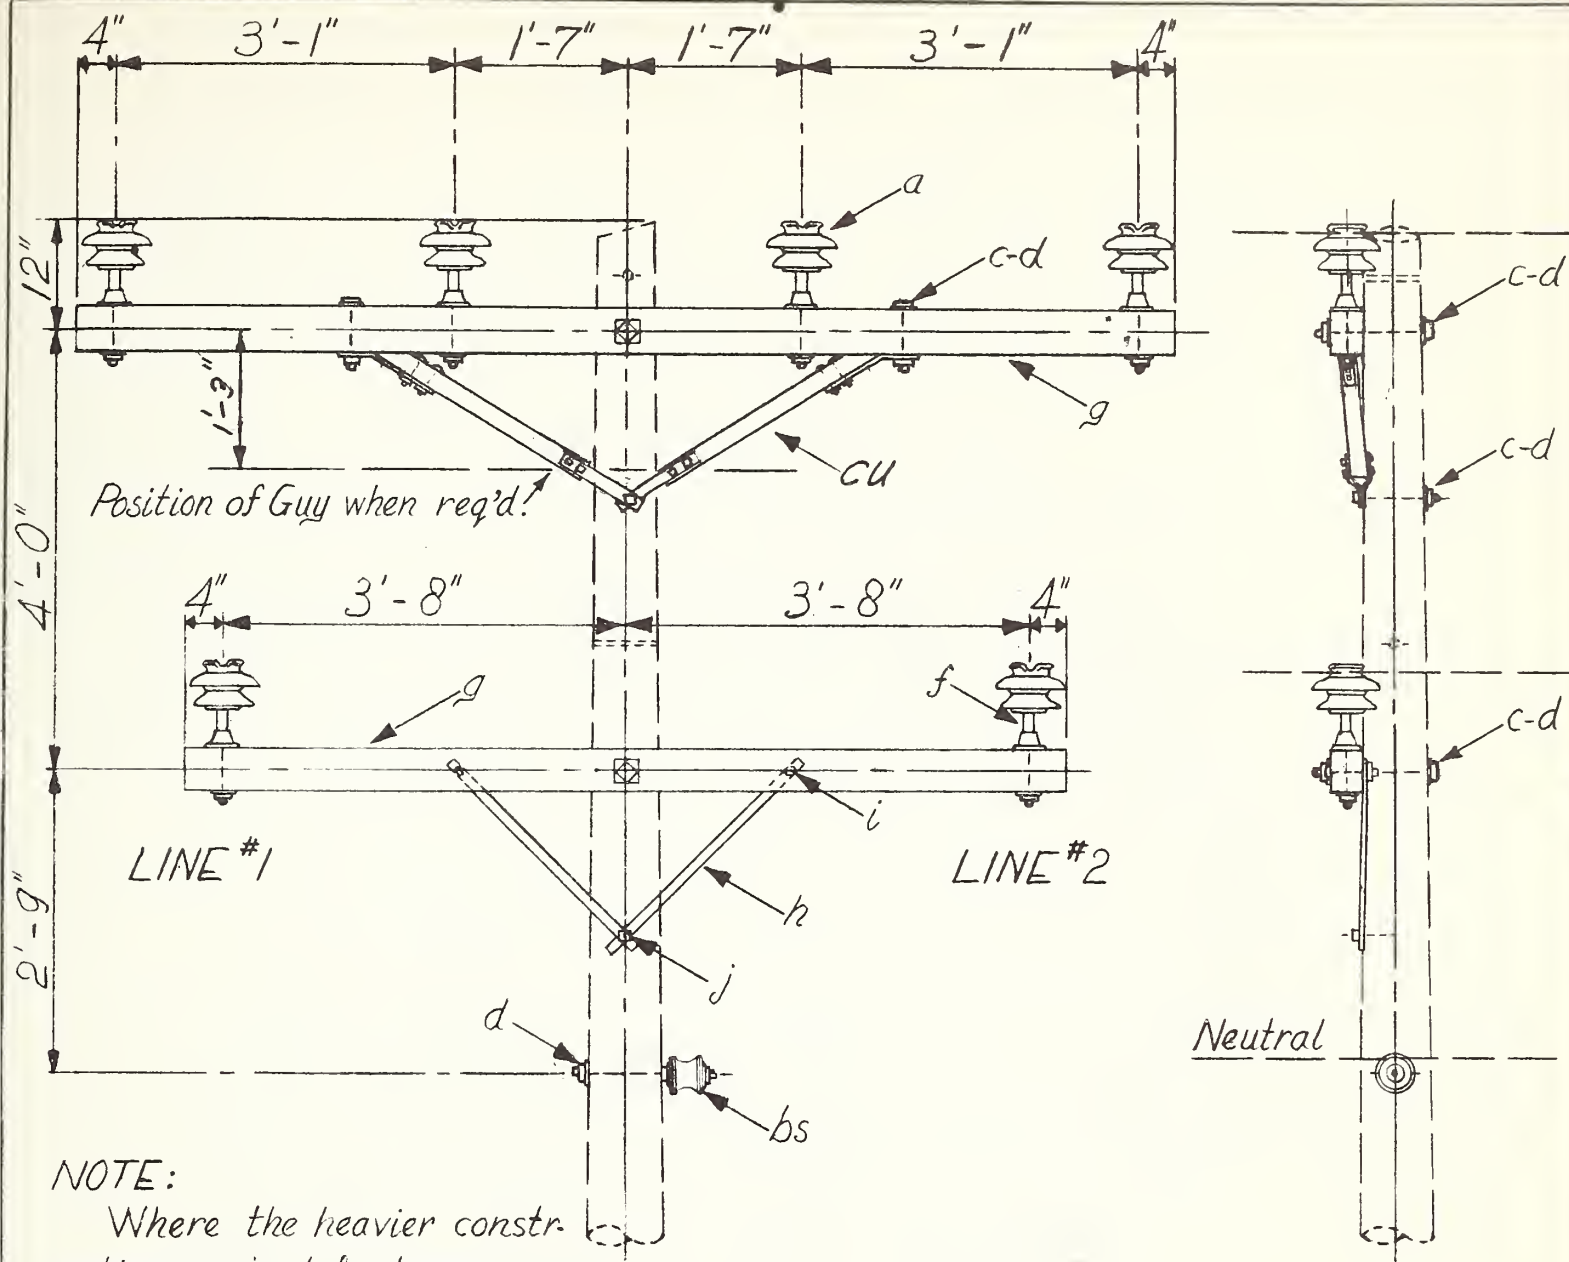 4" 3'-1" 1'-7" 1'-7" 3'-1" 4"
a
c-d
c-d
12"
1'-3"
g
c-d
cu
Position of Guy when req'd.
4'-0"
4" 3'-8" 3'-8" 4"
g
f
c-d
i
LINE #1
LINE #2
h
2'-9"
j
d
Neutral
bs
NOTE:
Where the heavier constr-